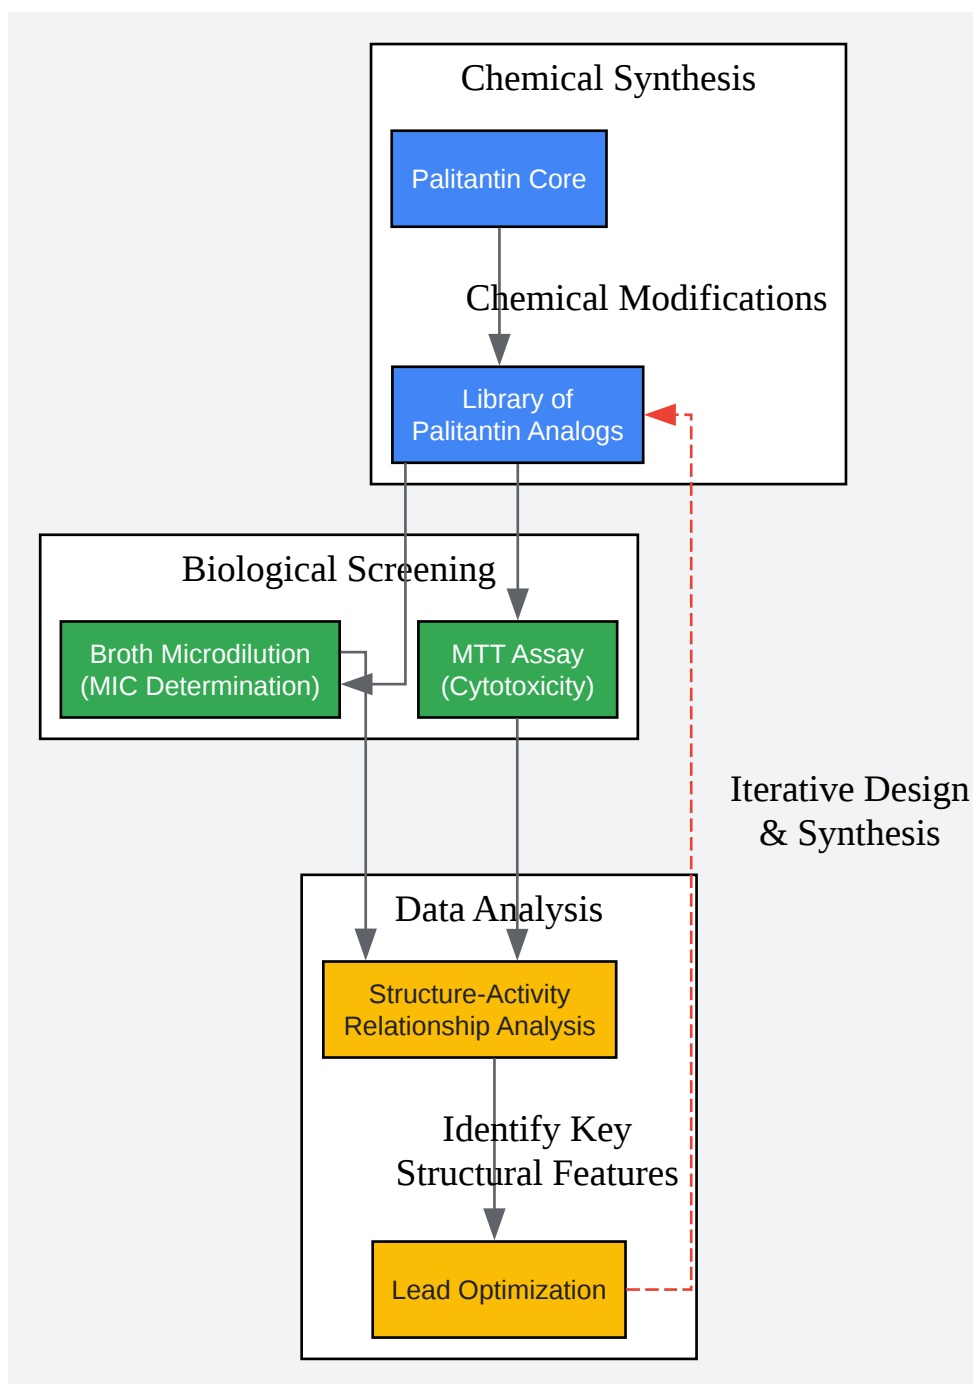 Chemical Synthesis
Palitantin Core
Chemical Modifications
Library of
Palitantin Analogs
Biological Screening
Broth Microdilution
(MIC Determination)
MTT Assay
(Cytotoxicity)
Iterative Design
& Synthesis
Data Analysis
Structure-Activity
Relationship Analysis
Identify Key
Structural Features
Lead Optimization